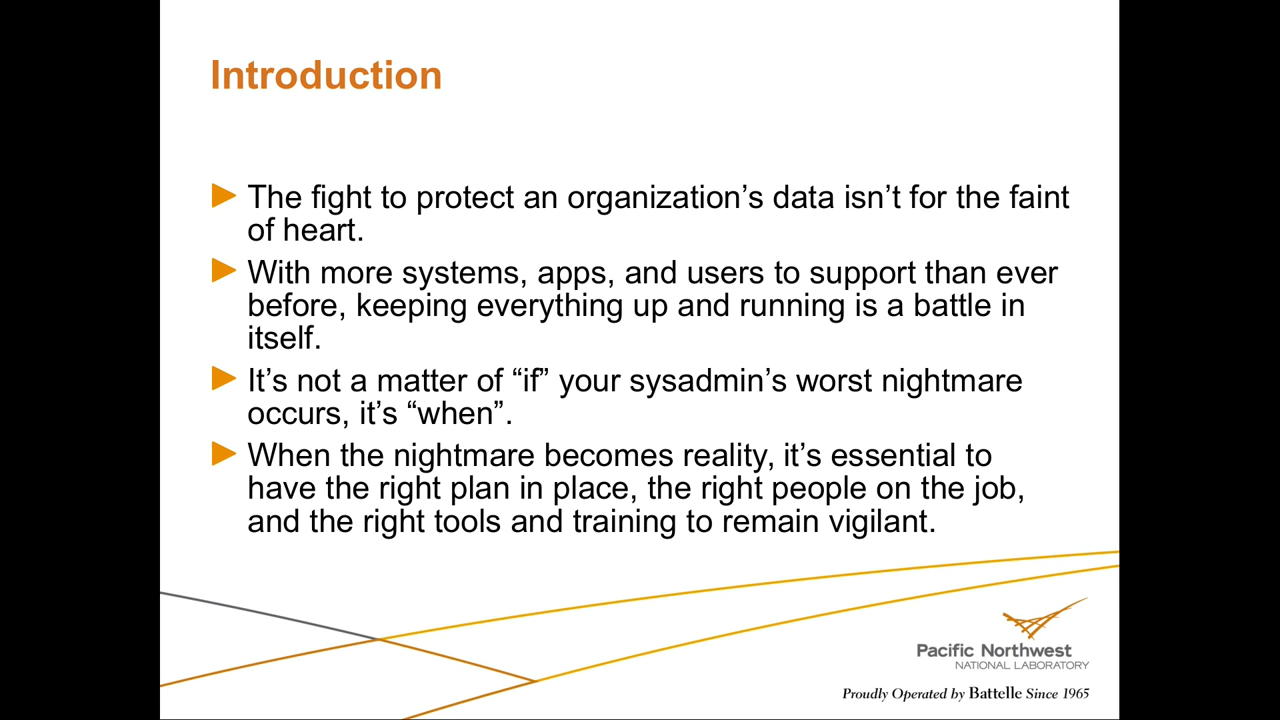 Introduction
The fight to protect an organization’s data isn’t for the faint
of heart.
With more systems, apps, and users to support than ever
before, keeping everything up and running is a battle in
itself.
It’s not a matter of “if” your sysadmin’s worst nightmare
occurs, it’s “when”.
When the nightmare becomes reality, it’s essential to
have the right plan in place, the right people on the job,
and the right tools and training to remain vigilant.
Pacific Northwest
NATIONAL LABORATORY
Proudly Operated by Battelle Since 1965